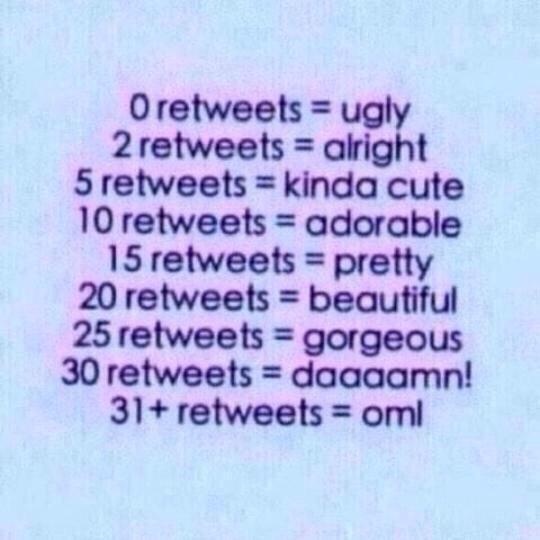 0 retweets = ugly
2 retweets = alright
5 retweets = kinda cute
10 retweets = adorable
15 retweets = pretty
20 retweets = beautiful
25 retweets = gorgeous
30 retweets = daaaamn!
31+ retweets = oml